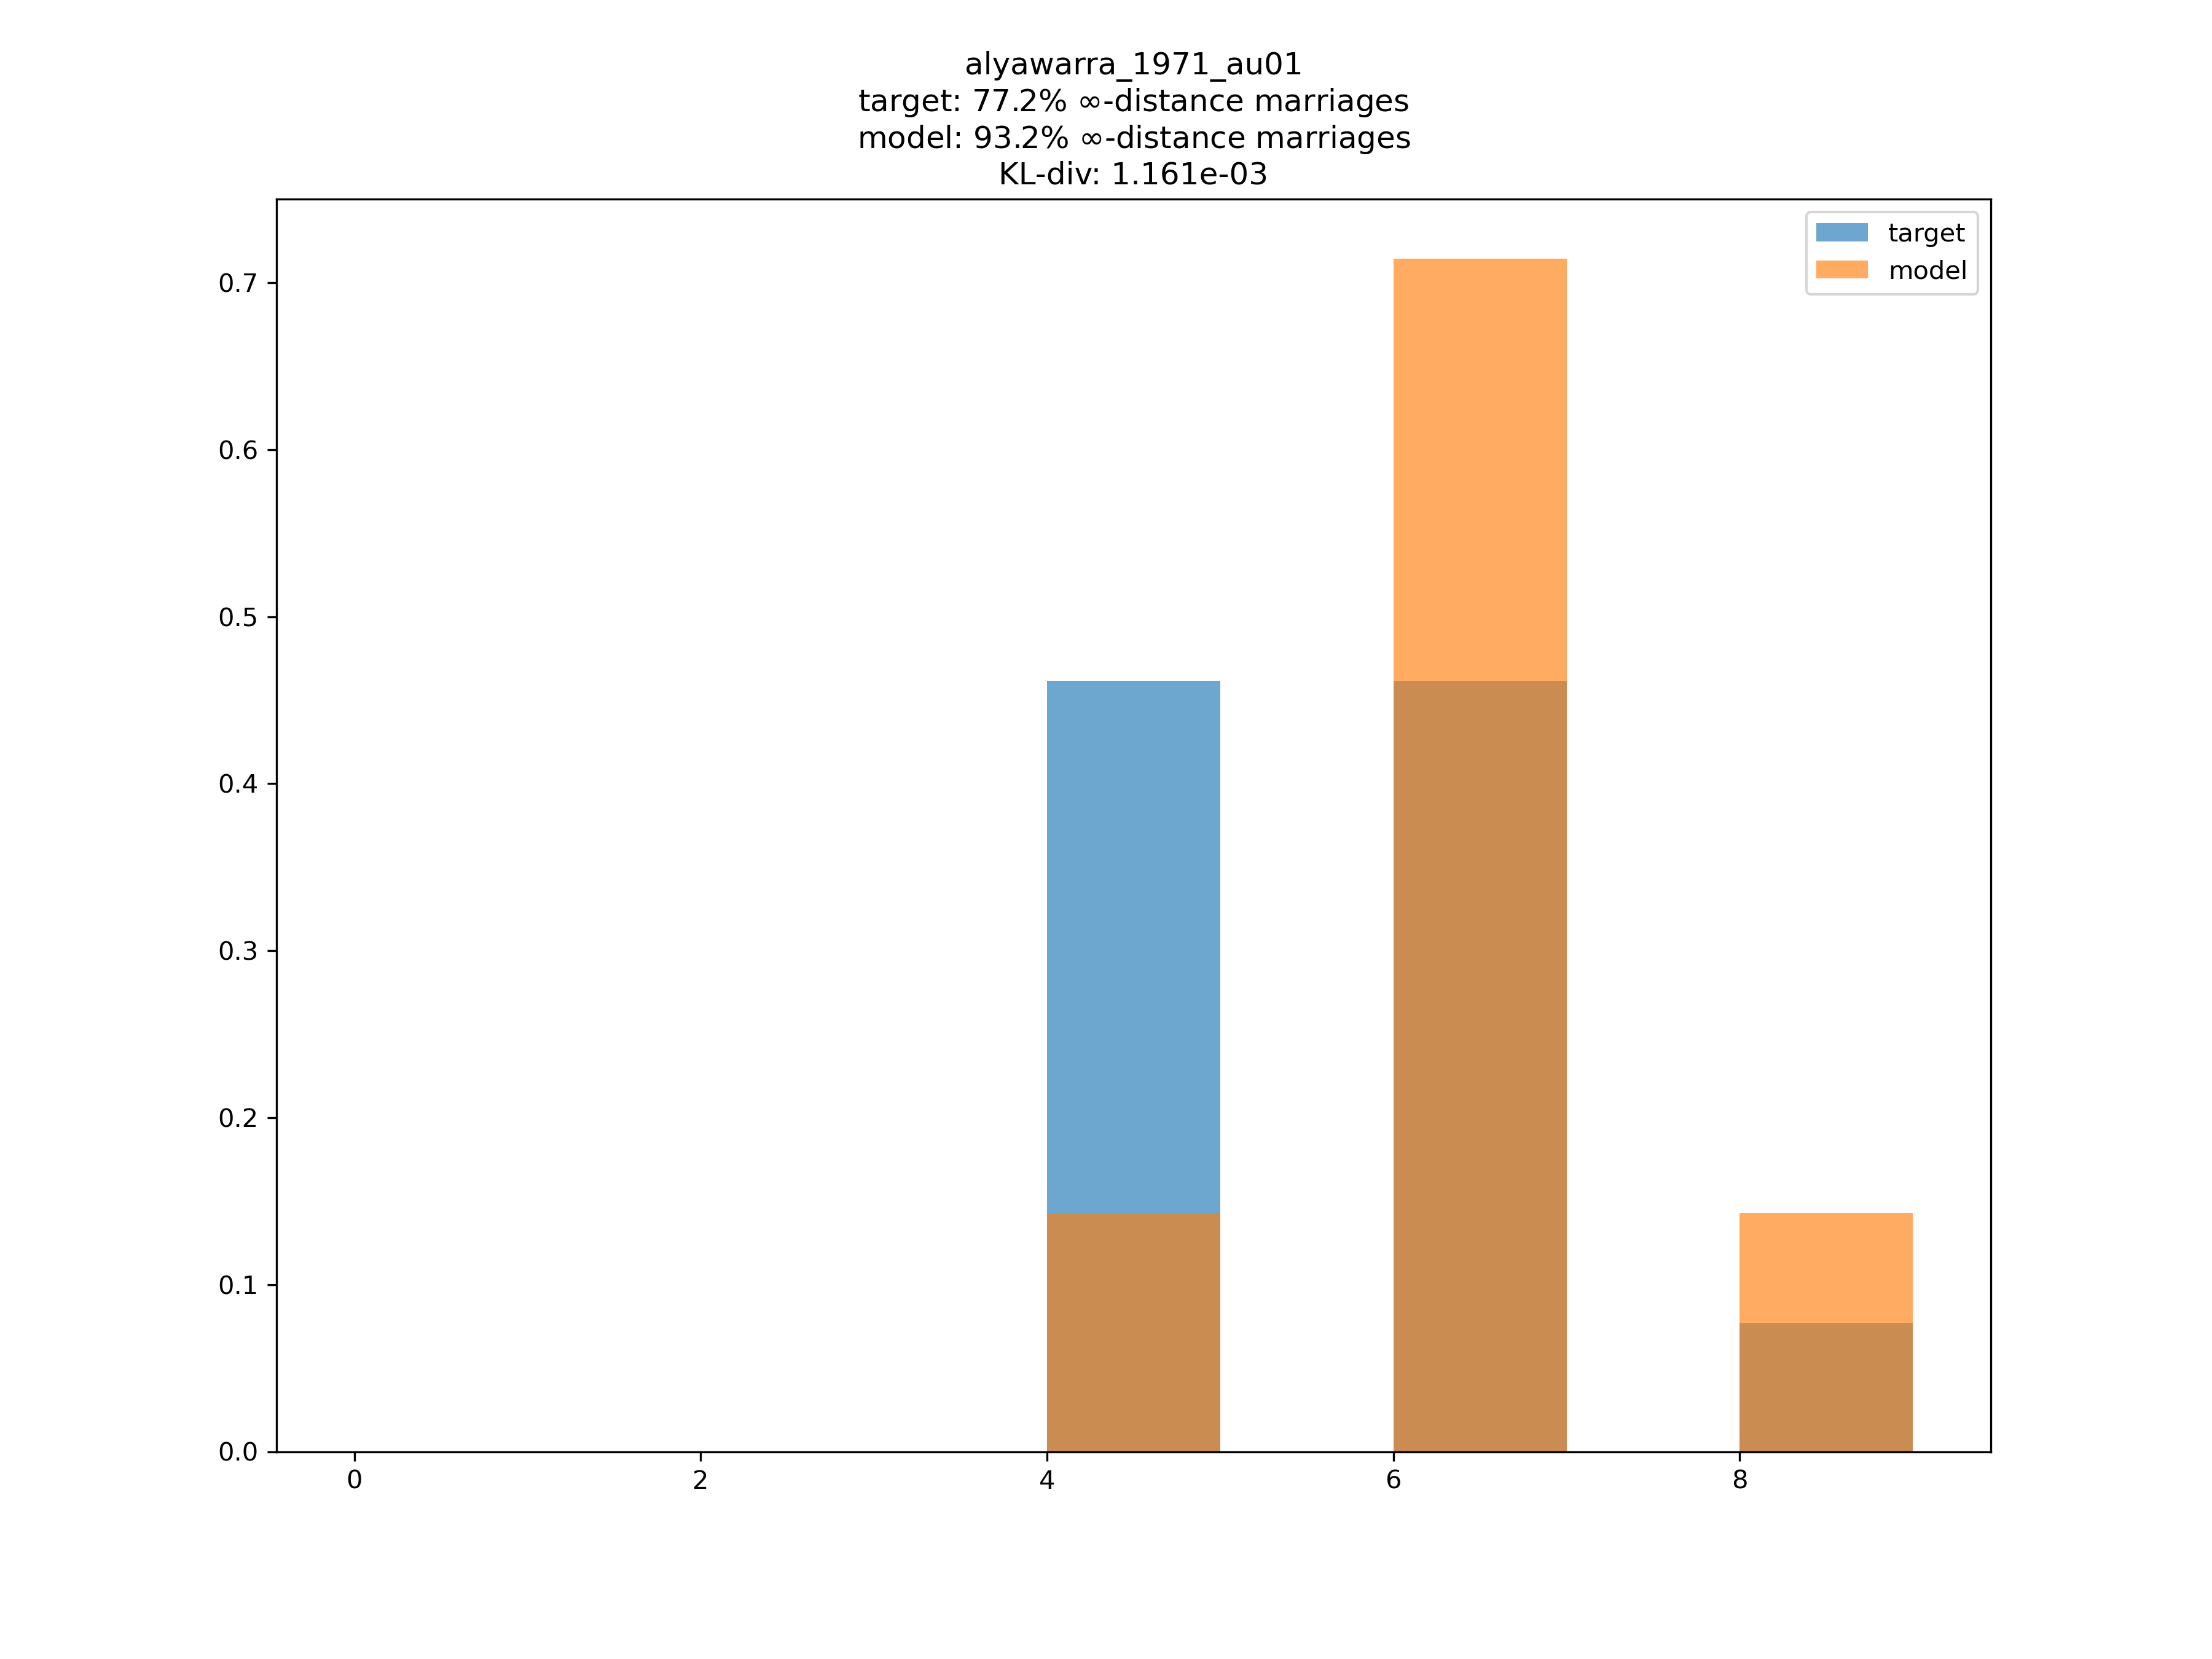 alyawarra_1971_au01
target: 77.2% ∞-distance marriages
model: 93.2% ∞-distance marriages
KL-div: 1.161e-03
target
model
0.7
0.6
0.5
0.4
0.3
0.2
0.1
0.0
0 2 4 6 8